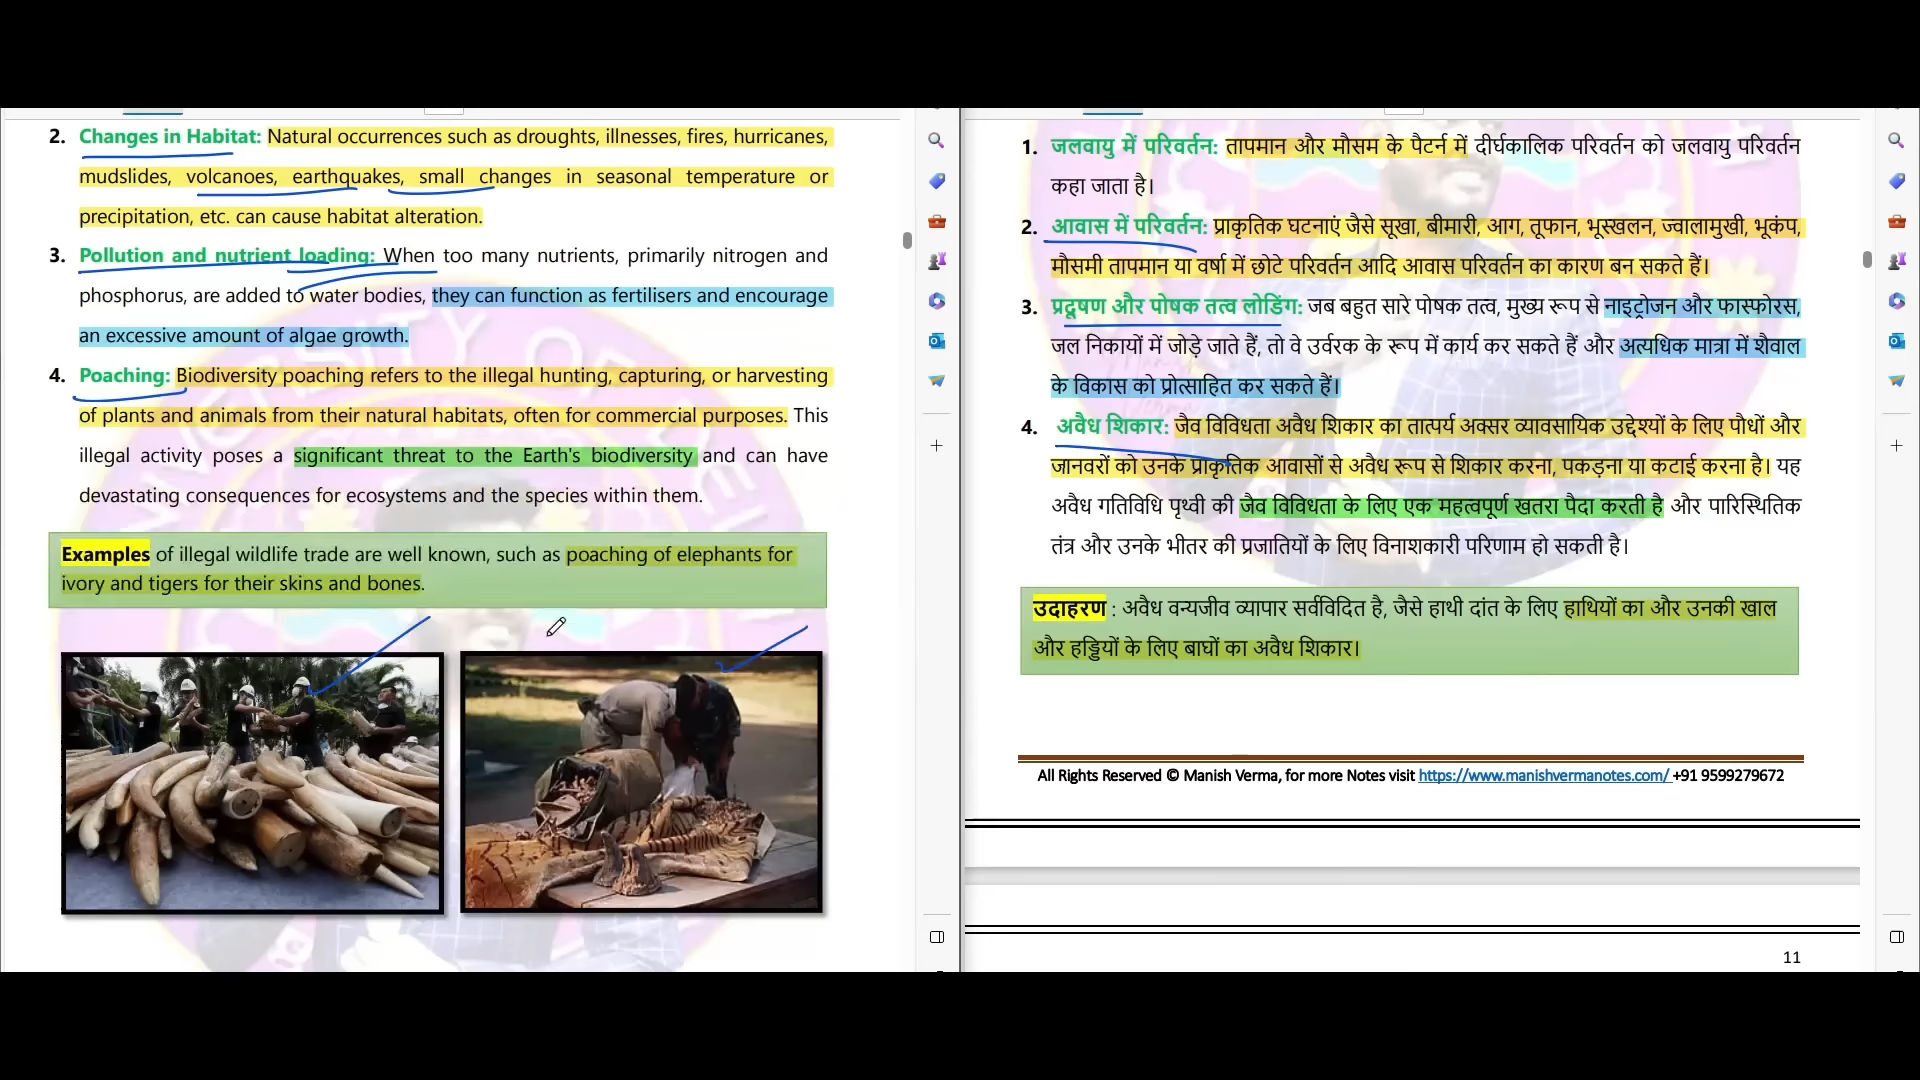 2. Changes in Habitat: Natural occurrences such as droughts, illnesses, fires, hurricanes,
mudslides, volcanoes, earthquakes, small changes in seasonal temperature or
precipitation, etc. can cause habitat alteration.
3. Pollution and nutrient loading: When too many nutrients, primarily nitrogen and
phosphorus, are added to water bodies, they can function as fertilisers and encourage
an excessive amount of algae growth.
4. Poaching: Biodiversity poaching refers to the illegal hunting, capturing, or harvesting
of plants and animals from their natural habitats, often for commercial purposes. This
illegal activity poses a significant threat to the Earth's biodiversity and can have
devastating consequences for ecosystems and the species within them.
Examples of illegal wildlife trade are well known, such as poaching of elephants for
ivory and tigers for their skins and bones.
1. जलवायु में परिवर्तन: तापमान और मौसम के पैटर्न में दीर्घकालिक परिवर्तन को जलवायु परिवर्तन
कहा जाता है।
2. आवास में परिवर्तन: प्राकृतिक घटनाएं जैसे सूखा, बीमारी, आग, तूफान, भूस्खलन, ज्वालामुखी, भूकंप,
मौसमी तापमान या वर्षा में छोटे परिवर्तन आदि आवास परिवर्तन का कारण बन सकते हैं।
3. प्रदूषण और पोषक तत्व लोडिंग: जब बहुत सारे पोषक तत्व, मुख्य रूप से नाइट्रोजन और फास्फोरस,
जल निकायों में जोड़े जाते हैं, तो वे उर्वरक के रूप में कार्य कर सकते हैं और अत्यधिक मात्रा में शैवाल
के विकास को प्रोत्साहित कर सकते हैं।
4. अवैध शिकार: जैव विविधता अवैध शिकार का तात्पर्य अक्सर व्यावसायिक उद्देश्यों के लिए पौधों और
जानवरों को उनके प्राकृतिक आवासों से अवैध रूप से शिकार करना, पकड़ना या कटाई करना है। यह
अवैध गतिविधि पृथ्वी की जैव विविधता के लिए एक महत्वपूर्ण खतरा पैदा करती है और पारिस्थितिक
तंत्र और उनके भीतर की प्रजातियों के लिए विनाशकारी परिणाम हो सकती है।
उदाहरण : अवैध वन्यजीव व्यापार सर्वविदित है, जैसे हाथी दांत के लिए हाथियों का और उनकी खाल
और हड्डियों के लिए बाघों का अवैध शिकार।
All Rights Reserved © Manish Verma, for more Notes visit https://www.manishvermanotes.com/ +91 9599279672
11